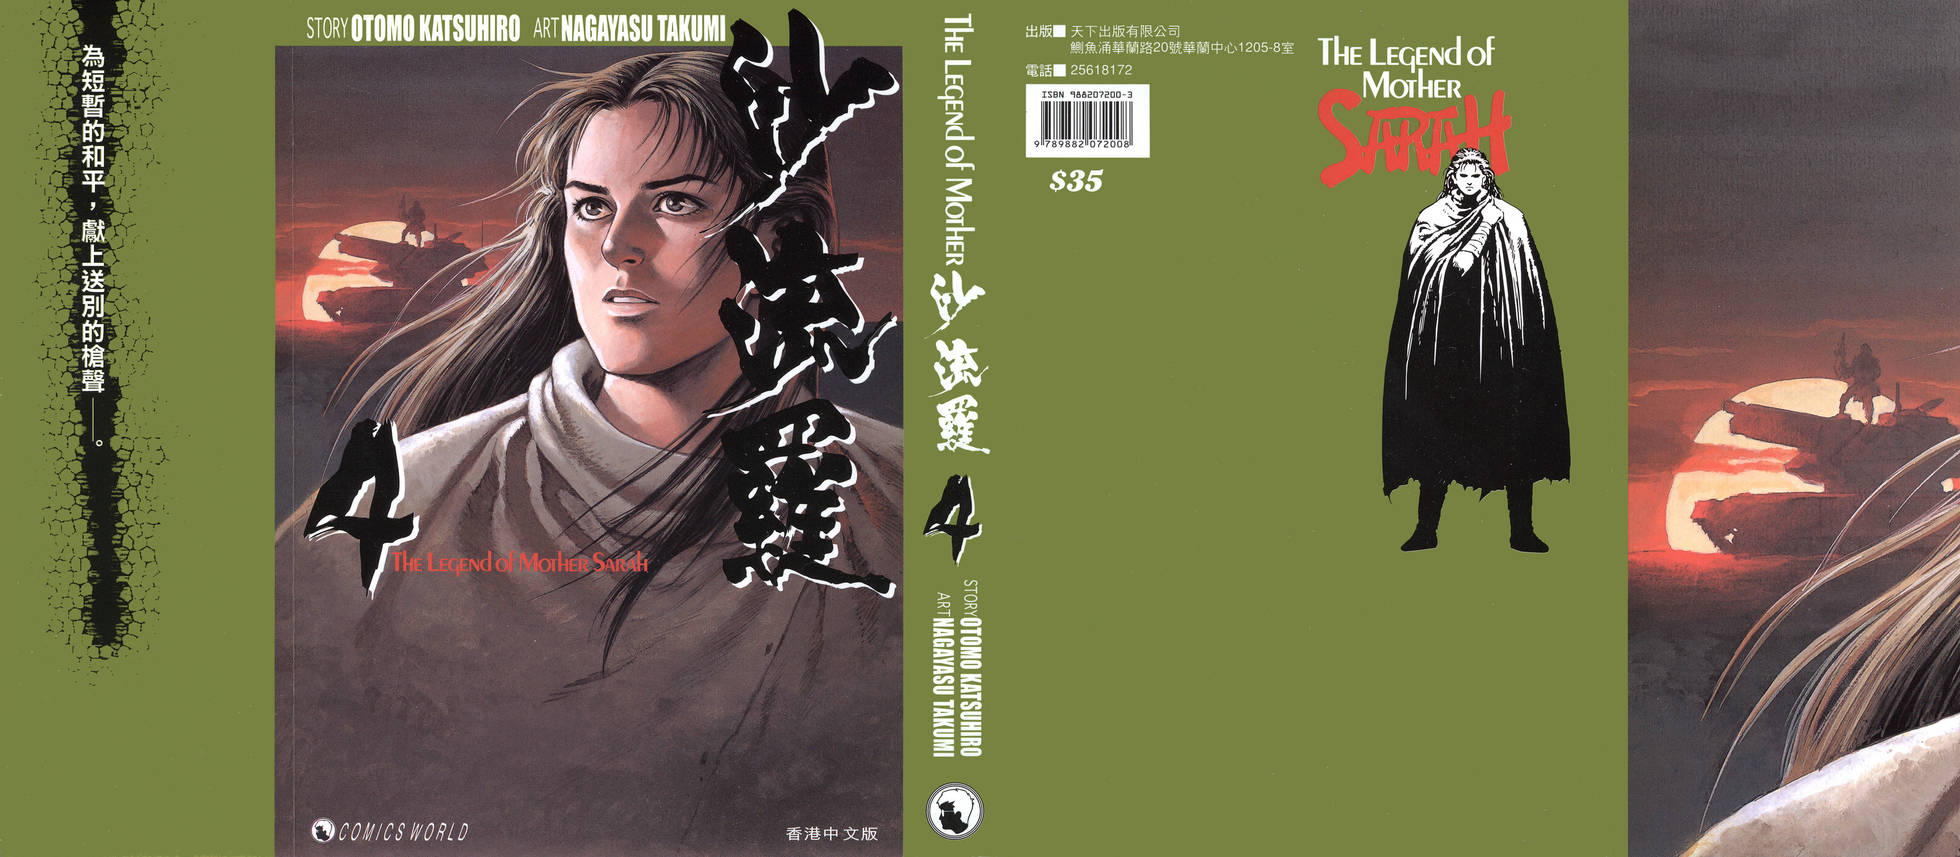 為短暫的和平，獻上送別的槍聲——。
STORY OTOMO KATSUHIRO ART NAGAYASU TAKUMI
沙流羅
4
THE LEGEND OF MOTHER SARAH
COMICS WORLD
香港中文版
THE LEGEND OF MOTHER
沙流羅
4
STORY OTOMO KATSUHIRO
ART NAGAYASU TAKUMI
出版■ 天下出版有限公司
鰂魚涌華蘭路20號華蘭中心1205-8室
電話■ 25618172
ISBN 988207200-3
9 789882 072008
$35
THE LEGEND OF
MOTHER
SARAH